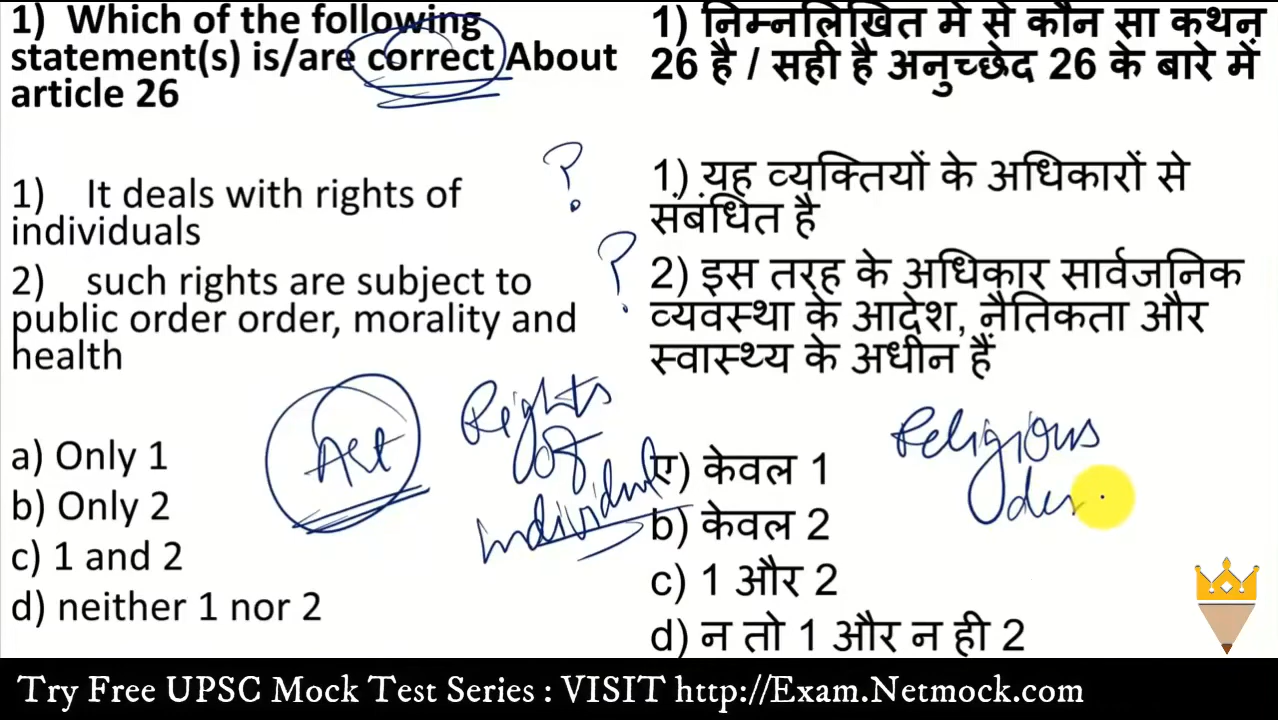 1) Which of the following
statement(s) is/are correct About
article 26
1) It deals with rights of
individuals
2) such rights are subject to
public order order, morality and
health
a) Only 1
b) Only 2
c) 1 and 2
d) neither 1 nor 2
1) निम्नलिखित में से कौन सा कथन
26 है / सही है अनुच्छेद 26 के बारे में
1) यह व्यक्तियों के अधिकारों से
संबंधित है
2) इस तरह के अधिकार सार्वजनिक
व्यवस्था के आदेश, नैतिकता और
स्वास्थ्य के अधीन हैं
ए) केवल 1
b) केवल 2
c) 1 और 2
d) न तो 1 और न ही 2
?
?
Rights
of
individual
Religious
Try Free UPSC Mock Test Series : VISIT http://Exam.Netmock.com